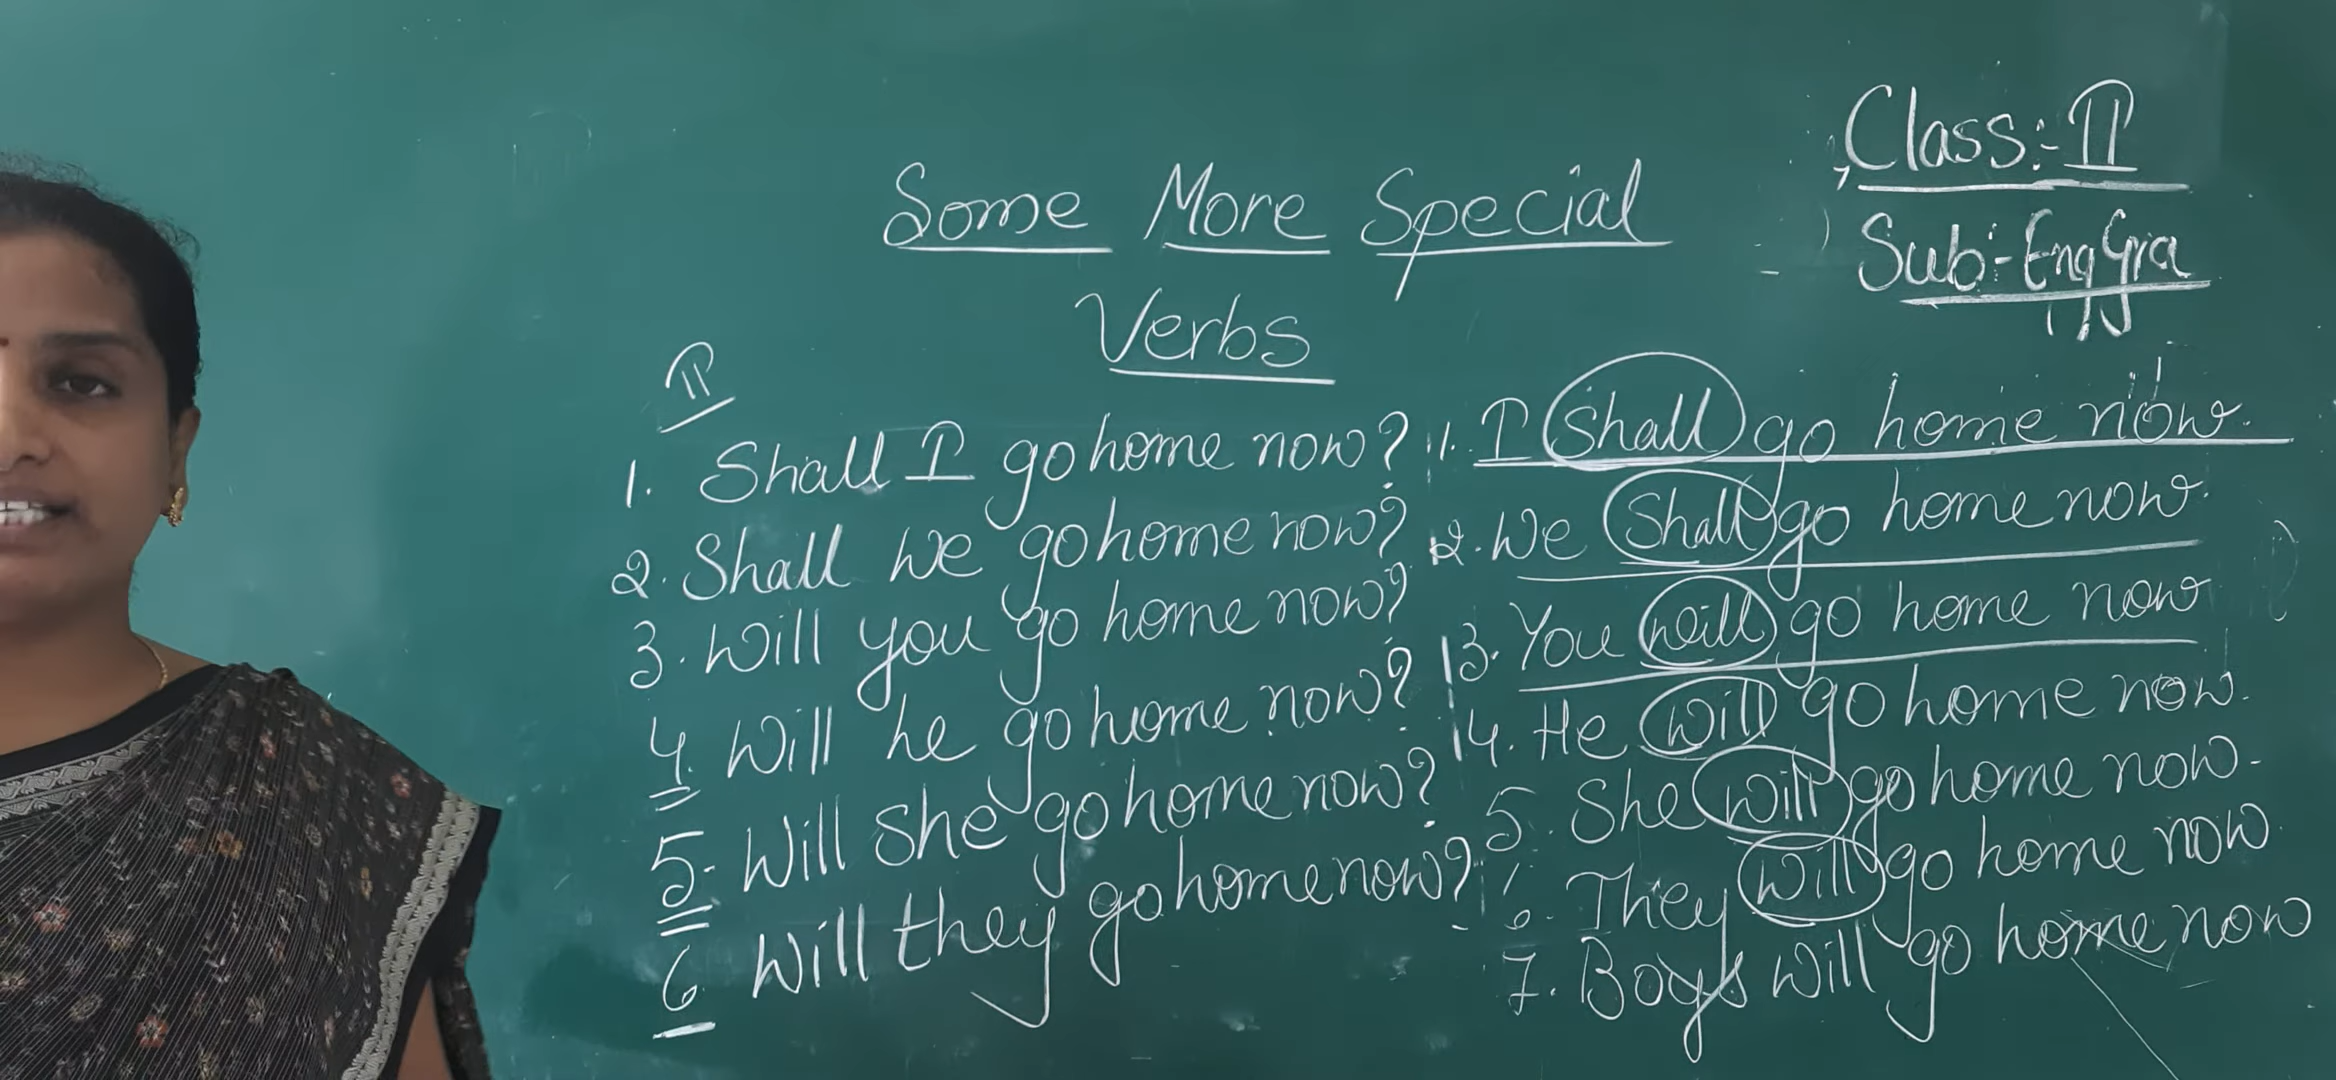 Class:- II
Sub:- Eng Gra
Some More Special
Verbs
II
1. Shall I go home now?
2. Shall we go home now?
3. Will you go home now?
4. Will he go home now?
5. Will She go home now?
6. Will they go home now?
1. I Shall go home now.
2. We Shall go home now.
3. You will go home now
4. He will go home now.
5. She will go home now.
6. They will go home now.
7. Boys will go home now